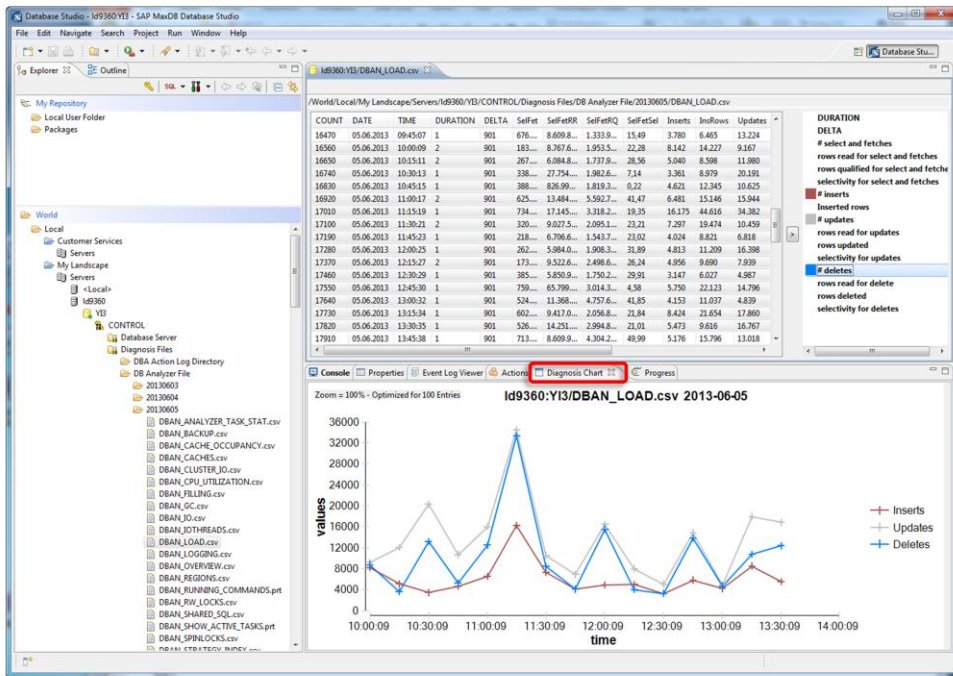 Database Studio - ld9360:YI3 - SAP MaxDB Database Studio
File Edit Navigate Search Project Run Window Help
Database Stu...
Explorer Outline
SQL
My Repository
Local User Folder
Packages
World
Local
Customer Services
Servers
My Landscape
Servers
<Local>
ld9360
YI3
CONTROL
Database Server
Diagnosis Files
DBA Action Log Directory
DB Analyzer File
20130603
20130604
20130605
DBAN_ANALYZER_TASK_STAT.csv
DBAN_BACKUP.csv
DBAN_CACHE_OCCUPANCY.csv
DBAN_CACHES.csv
DBAN_CLUSTER_IO.csv
DBAN_CPU_UTILIZATION.csv
DBAN_FILLING.csv
DBAN_GC.csv
DBAN_IO.csv
DBAN_IOTHREADS.csv
DBAN_LOAD.csv
DBAN_LOGGING.csv
DBAN_OVERVIEW.csv
DBAN_REGIONS.csv
DBAN_RUNNING_COMMANDS.prt
DBAN_RW_LOCKS.csv
DBAN_SHARED_SQL.csv
DBAN_SHOW_ACTIVE_TASKS.prt
DBAN_SPINLOCKS.csv
DBAN_STRATEGY_INDEX.csv
ld9360:YI3/DBAN_LOAD.csv
/World/Local/My Landscape/Servers/ld9360/YI3/CONTROL/Diagnosis Files/DB Analyzer File/20130605/DBAN_LOAD.csv
COUNT DATE TIME DURATION DELTA SelFet SelFetRR SelFetRQ SelFetSel Inserts InsRows Updates
16470 05.06.2013 09:45:07 1 901 676.... 8.609.8... 1.333.9... 15,49 3.780 6.465 13.224
16560 05.06.2013 10:00:09 2 901 183.... 8.767.6... 1.953.5... 22,28 8.142 14.227 9.167
16650 05.06.2013 10:15:11 2 901 267.... 6.084.8... 1.737.9... 28,56 5.040 8.598 11.980
16740 05.06.2013 10:30:13 1 901 338.... 27.754.... 1.982.6... 7,14 3.361 8.979 20.191
16830 05.06.2013 10:45:15 1 901 388.... 826.99... 1.819.3... 0,22 4.621 12.345 10.625
16920 05.06.2013 11:00:17 2 901 625.... 13.484.... 5.592.7... 41,47 6.481 15.146 15.944
17010 05.06.2013 11:15:19 1 901 734.... 17.145.... 3.318.2... 19,35 16.175 44.616 34.382
17100 05.06.2013 11:30:21 2 901 320.... 9.027.5... 2.095.1... 23,21 7.297 19.474 10.459
17190 05.06.2013 11:45:23 1 901 218.... 6.706.6... 1.543.7... 23,02 4.024 8.821 6.818
17280 05.06.2013 12:00:25 1 901 262.... 5.984.0... 1.908.3... 31,89 4.813 11.209 16.398
17370 05.06.2013 12:15:27 2 901 173.... 9.522.6... 2.498.6... 26,24 4.956 9.690 7.939
17460 05.06.2013 12:30:29 1 901 385.... 5.850.9... 1.750.2... 29,91 3.147 6.027 4.987
17550 05.06.2013 12:45:30 1 901 759.... 65.799.... 3.014.3... 4,58 5.750 22.123 14.796
17640 05.06.2013 13:00:32 1 901 524.... 11.368.... 4.757.6... 41,85 4.153 11.037 4.839
17730 05.06.2013 13:15:34 1 901 602.... 9.417.0... 2.056.8... 21,84 8.424 21.654 17.860
17820 05.06.2013 13:30:35 1 901 526.... 14.251.... 2.994.8... 21,01 5.473 9.616 16.767
17910 05.06.2013 13:45:38 1 901 713.... 8.609.9... 4.304.2... 49,99 5.176 15.796 13.018
>
DURATION
DELTA
# select and fetches
rows read for select and fetches
rows qualified for select and fetche
selectivity for select and fetches
# inserts
Inserted rows
# updates
rows read for updates
rows updated
selectivity for updates
# deletes
rows read for delete
rows deleted
selectivity for deletes
Console Properties Event Log Viewer Actions Diagnosis Chart Progress
Zoom = 100% - Optimized for 100 Entries
ld9360:YI3/DBAN_LOAD.csv 2013-06-05
values
36000
32000
28000
24000
20000
16000
12000
8000
4000
0
10:00:09 10:30:09 11:00:09 11:30:09 12:00:09 12:30:09 13:00:09 13:30:09 14:00:09
time
Inserts
Updates
Deletes